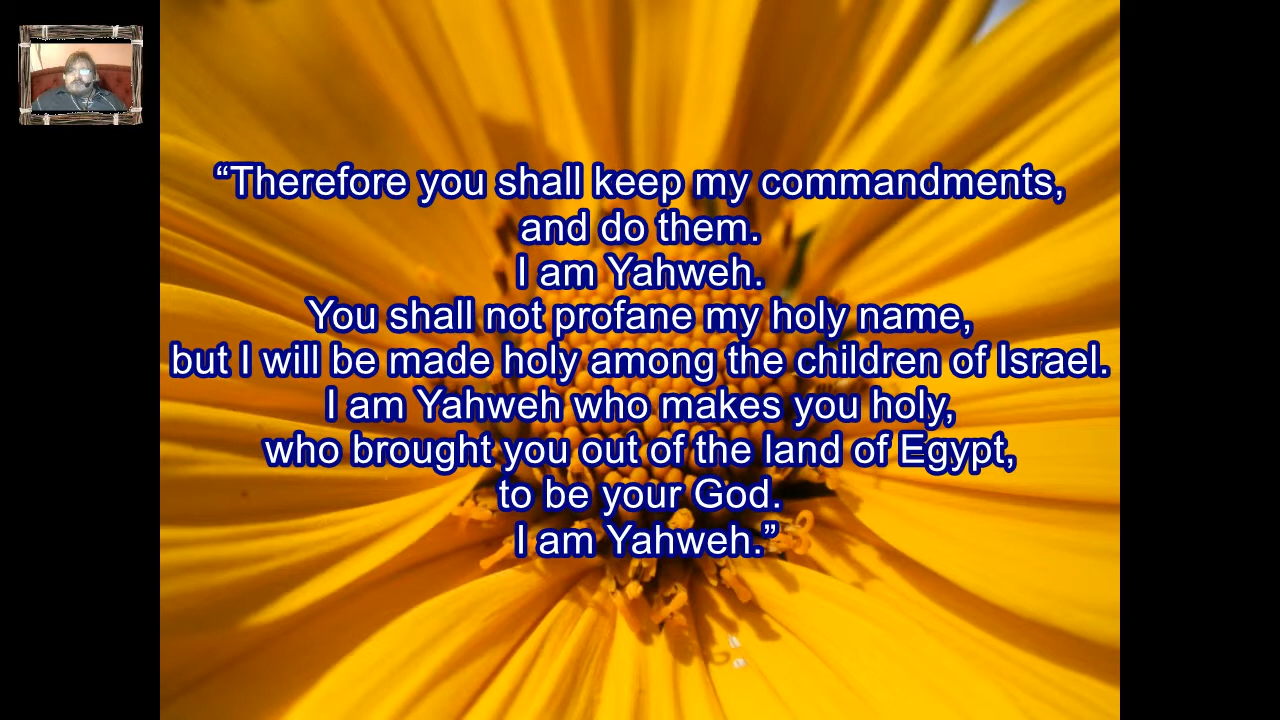 “Therefore you shall keep my commandments,
and do them.
I am Yahweh.
You shall not profane my holy name,
but I will be made holy among the children of Israel.
I am Yahweh who makes you holy,
who brought you out of the land of Egypt,
to be your God.
I am Yahweh.”